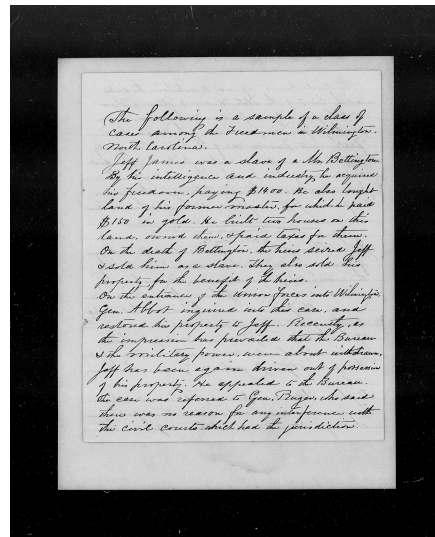 The following is a sample of a class of
cases among the Freedmen in Wilmington.
North Carolina.
Jeff James was a slave of a Mr. Bettington.
By his intelligence and industry, he acquired
his freedom, paying $1400. He also bought
land of his former master, for which he paid
$150 in gold. He built two houses on this
land, owned them, & paid taxes for them.
On the death of Bettington, the heirs seized Jeff
& sold him as a slave. They also sold his
property for the benefit of the heirs.
On the entrance of the Union forces into Wilmington
Gen. Abbot inquired into this case, and
restored his property to Jeff. Recently, as
the impression has prevailed that the Bureau
& the military power, were about withdrawn,
Jeff has been again driven out of possession
of his property. He appealed to the Bureau.
the case was referred to Gen. Ruger, who said
there was no reason for any interference with
the civil courts, which had the jurisdiction.